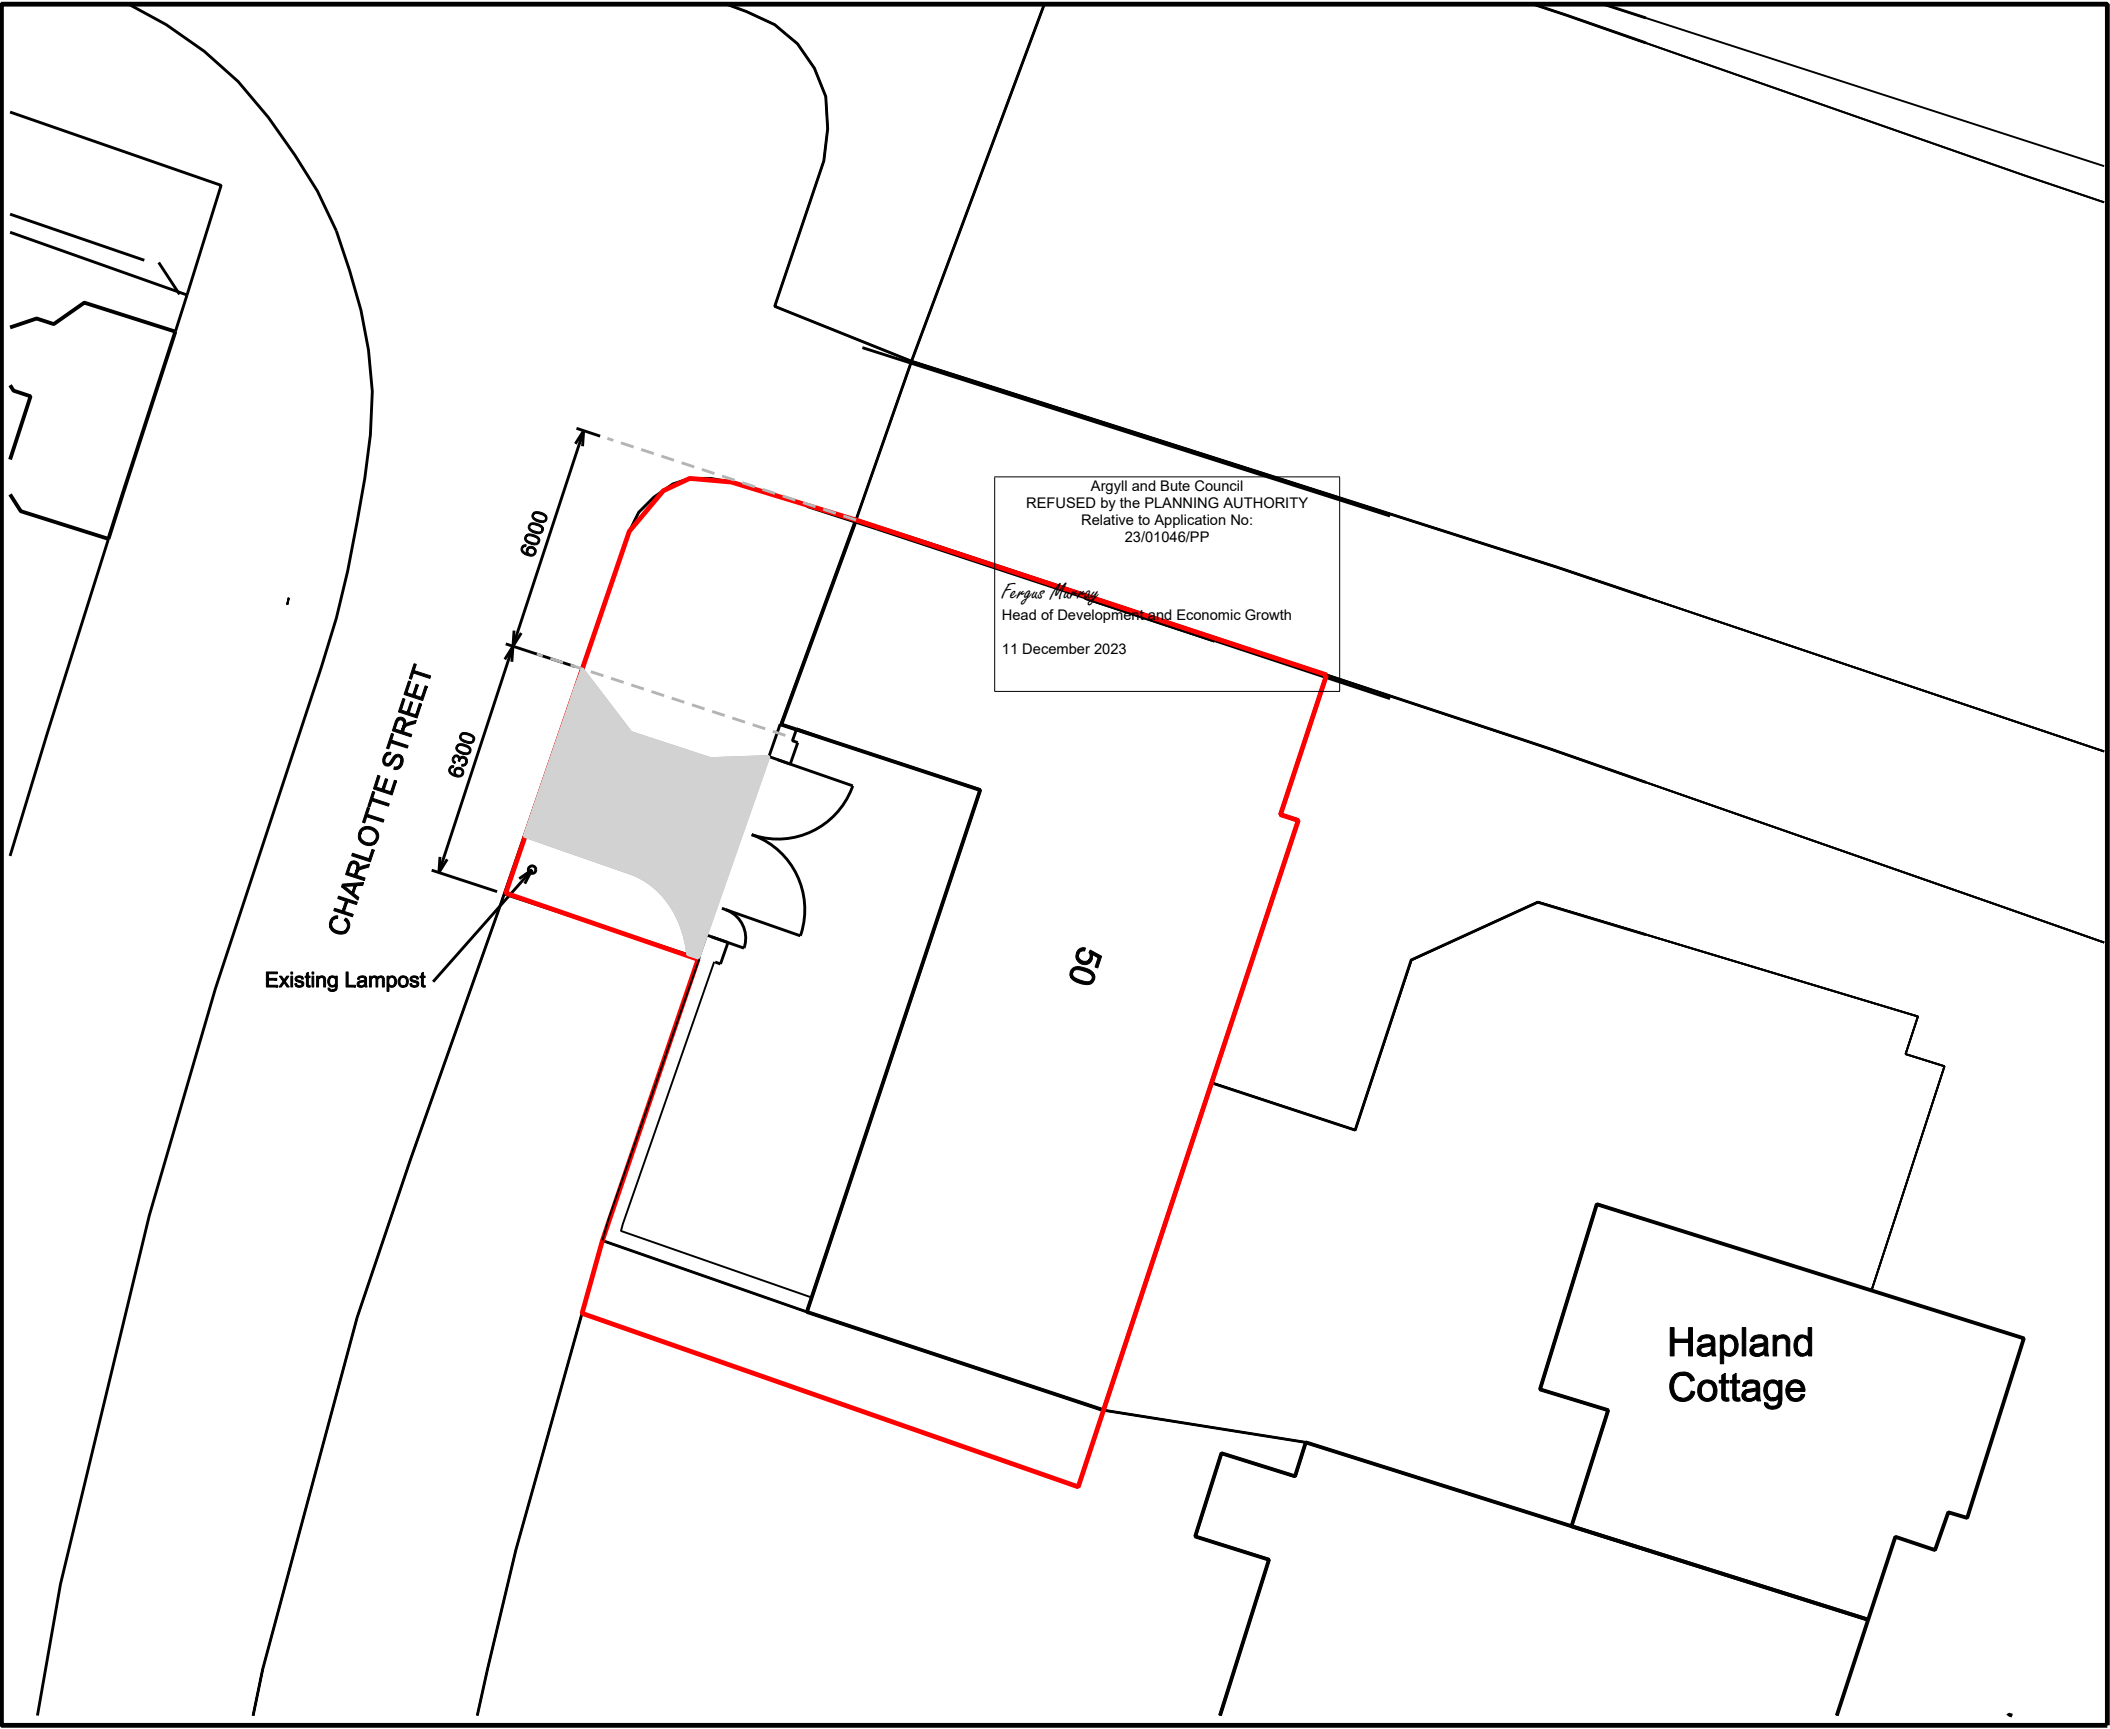 Argyll and Bute Council
REFUSED by the PLANNING AUTHORITY
Relative to Application No:
23/01046/PP
Fergus Murray
Head of Development and Economic Growth
11 December 2023
6000
6300
CHARLOTTE STREET
Existing Lampost
50
Hapland
Cottage